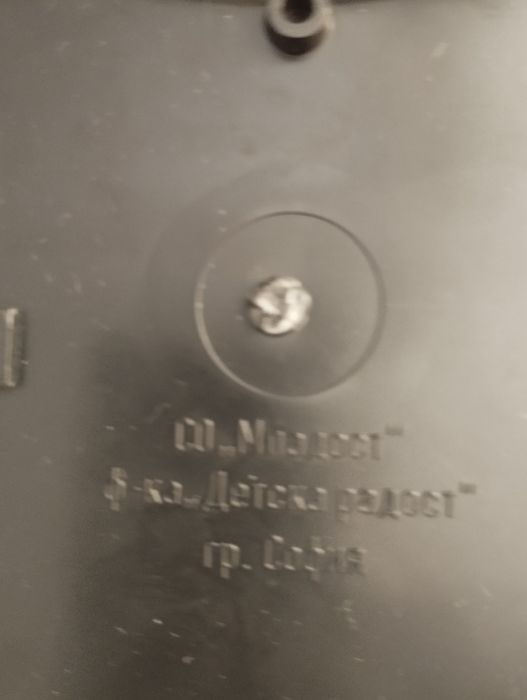 СО „Младост“
ф-ка „Детска радост“
гр. София